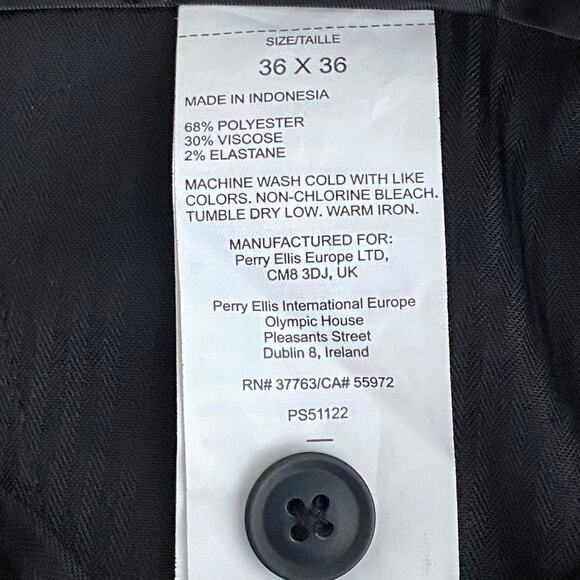 SIZE/TAILLE
36 X 36
MADE IN INDONESIA
68% POLYESTER
30% VISCOSE
2% ELASTANE
MACHINE WASH COLD WITH LIKE
COLORS. NON-CHLORINE BLEACH.
TUMBLE DRY LOW. WARM IRON.
MANUFACTURED FOR:
Perry Ellis Europe LTD,
CM8 3DJ, UK
Perry Ellis International Europe
Olympic House
Pleasants Street
Dublin 8, Ireland
RN# 37763/CA# 55972
PS51122